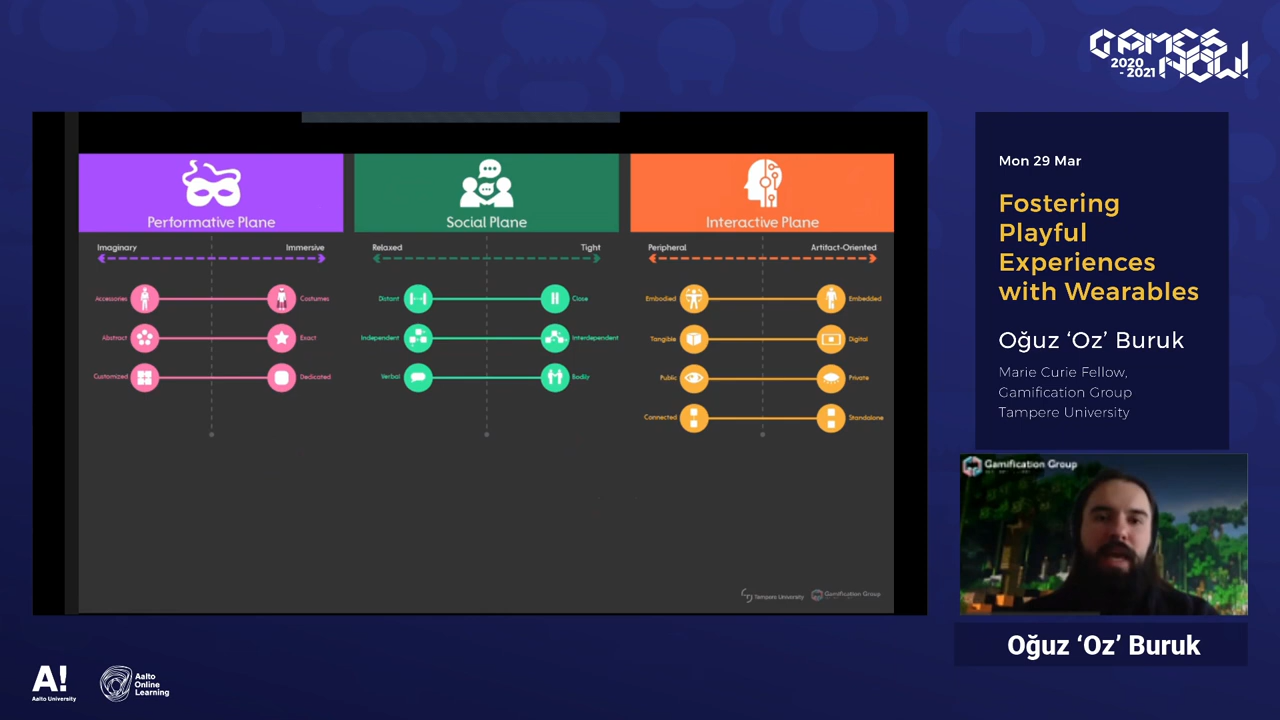 GAMES NOW!
2020
- 2021
Performative Plane
Social Plane
Interactive Plane
Imaginary
Immersive
Relaxed
Tight
Peripheral
Artifact-Oriented
Accessories
Costumes
Distant
Close
Embodied
Embedded
Abstract
Exact
Independent
Interdependent
Tangible
Digital
Customized
Dedicated
Verbal
Bodily
Public
Private
Connected
Standalone
Tampere University
Gamification Group
Mon 29 Mar
Fostering
Playful
Experiences
with Wearables
Oğuz ‘Oz’ Buruk
Marie Curie Fellow,
Gamification Group
Tampere University
Gamification Group
Oğuz ‘Oz’ Buruk
A!
Aalto University
Aalto
Online
Learning